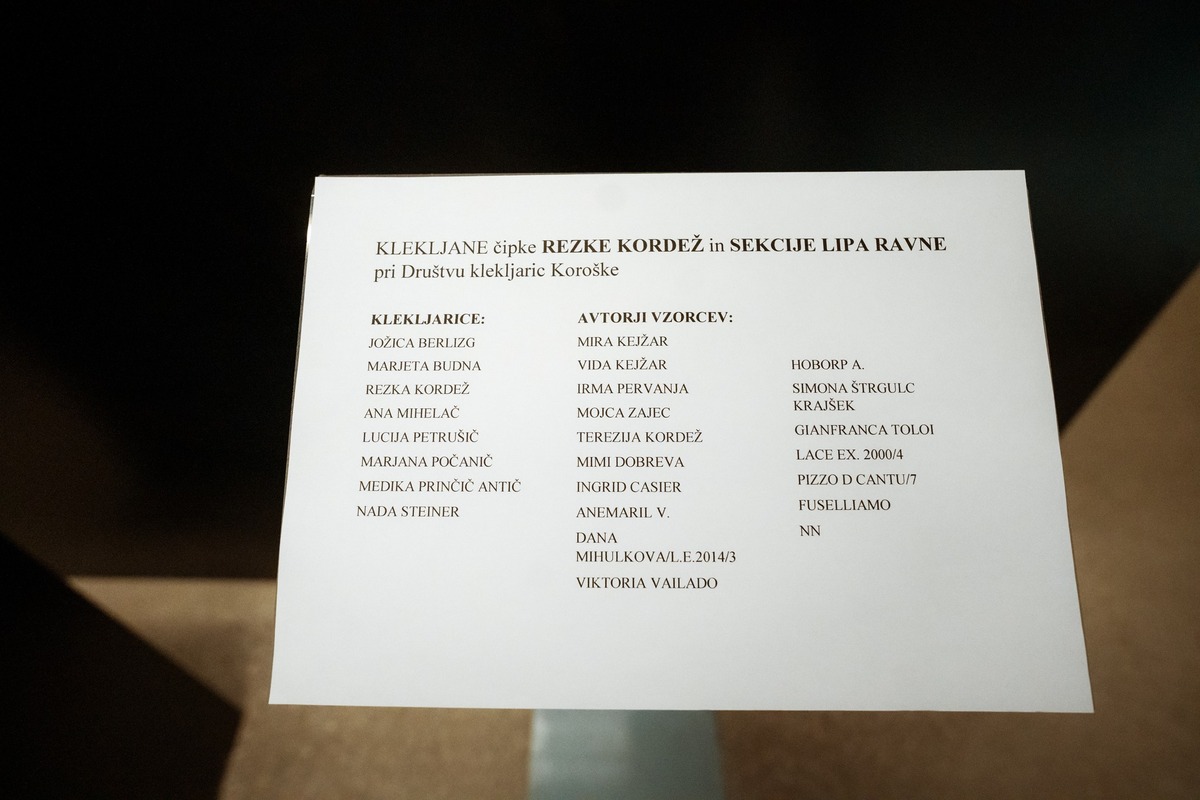 KLEKLJANE čipke REZKE KORDEŽ in SEKCIJE LIPA RAVNE
pri Društvu klekljaric Koroške
KLEKLJARICE:
JOŽICA BERLIZG
MARJETA BUDNA
REZKA KORDEŽ
ANA MIHELAČ
LUCIJA PETRUŠIČ
MARJANA POČANIČ
MEDIKA PRINČIČ ANTIČ
NADA STEINER
AVTORJI VZORCEV:
MIRA KEJŽAR
VIDA KEJŽAR
IRMA PERVANJA
MOJCA ZAJEC
TEREZIJA KORDEŽ
MIMI DOBREVA
INGRID CASIER
ANEMARIL V.
DANA
MIHULKOVA/L.E.2014/3
VIKTORIA VAILADO
HOBORP A.
SIMONA ŠTRGULC
KRAJŠEK
GIANFRANCA TOLOI
LACE EX. 2000/4
PIZZO D CANTU/7
FUSELLIAMO
NN